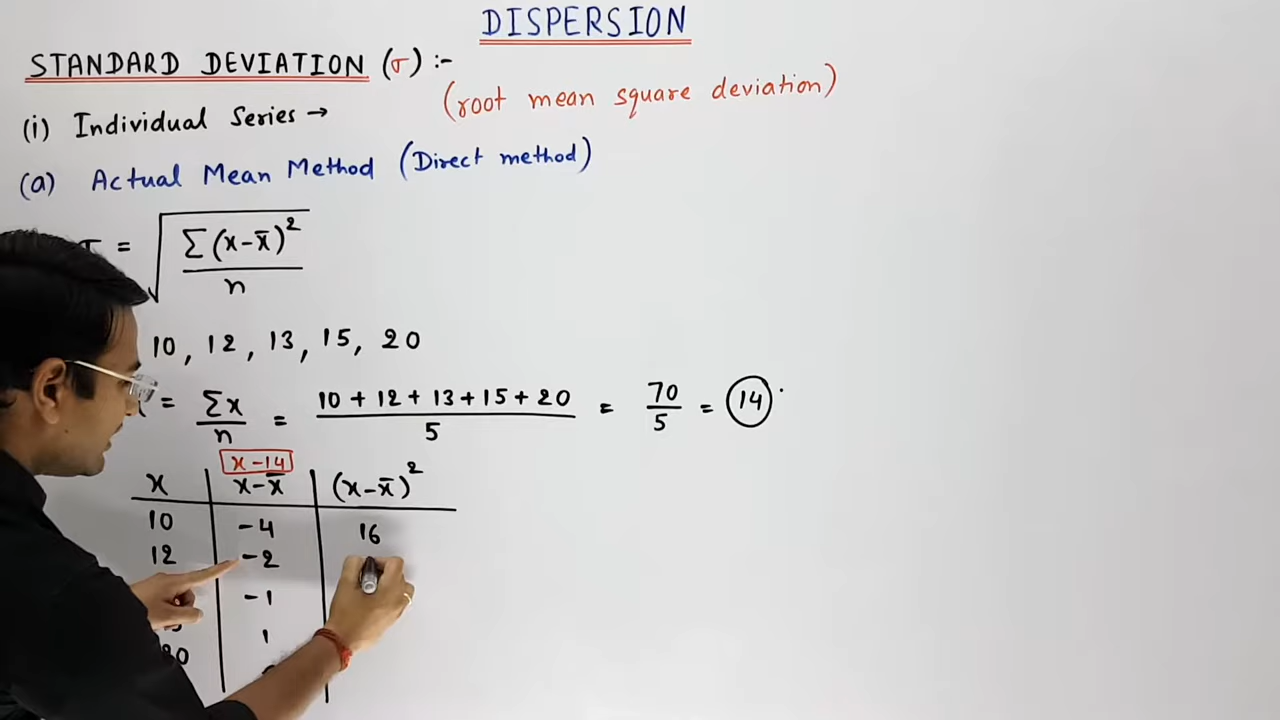 DISPERSION
STANDARD DEVIATION (σ) :-
(root mean square deviation)
(i) Individual Series →
(a) Actual Mean Method (Direct method)
= √ Σ(x-x̄)²
n
10, 12, 13, 15, 20
= Σx / n = 10 + 12 + 13 + 15 + 20 / 5 = 70 / 5 = 14
x-14
x | x-x̄ | (x-x̄)²
10 | -4 | 16
12 | -2
-1
1
20